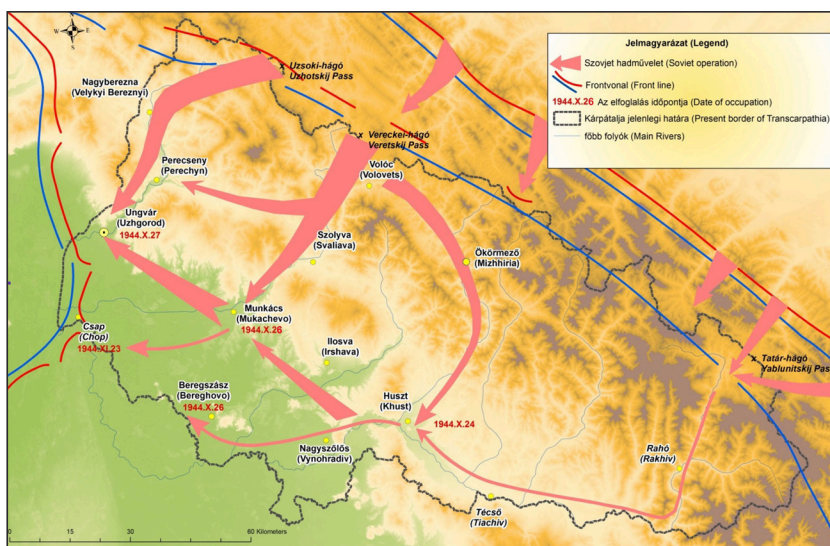 N
W
E
S
Uzsoki-hágó
Uzhotskij Pass
Nagyberezna
(Velykyi Bereznyi)
Vereckei-hágó
Veretskij Pass
Perecseny
(Perechyn)
Volóc
(Volovets)
Ungvár
(Uzhgorod)
1944.X.27
Szolyva
(Svaliava)
Ökörmező
(Mizhhiria)
Munkács
(Mukachevo)
1944.X.26
Csap
(Chop)
1944.XI.23
Ilosva
(Irshava)
Tatár-hágó
Yablunitskij Pass
Beregszász
(Bereghovo)
1944.X.26
Huszt
(Khust)
1944.X.24
Nagyszőlős
(Vynohradiv)
Rahó
(Rakhiv)
Técső
(Tiachiv)
0 15 30 60 Kilometers
Jelmagyarázat (Legend)
Szovjet hadművelet (Soviet operation)
Frontvonal (Front line)
1944.X.26 Az elfoglalás időpontja (Date of occupation)
Kárpátalja jelenlegi határa (Present border of Transcarpathia)
főbb folyók (Main Rivers)